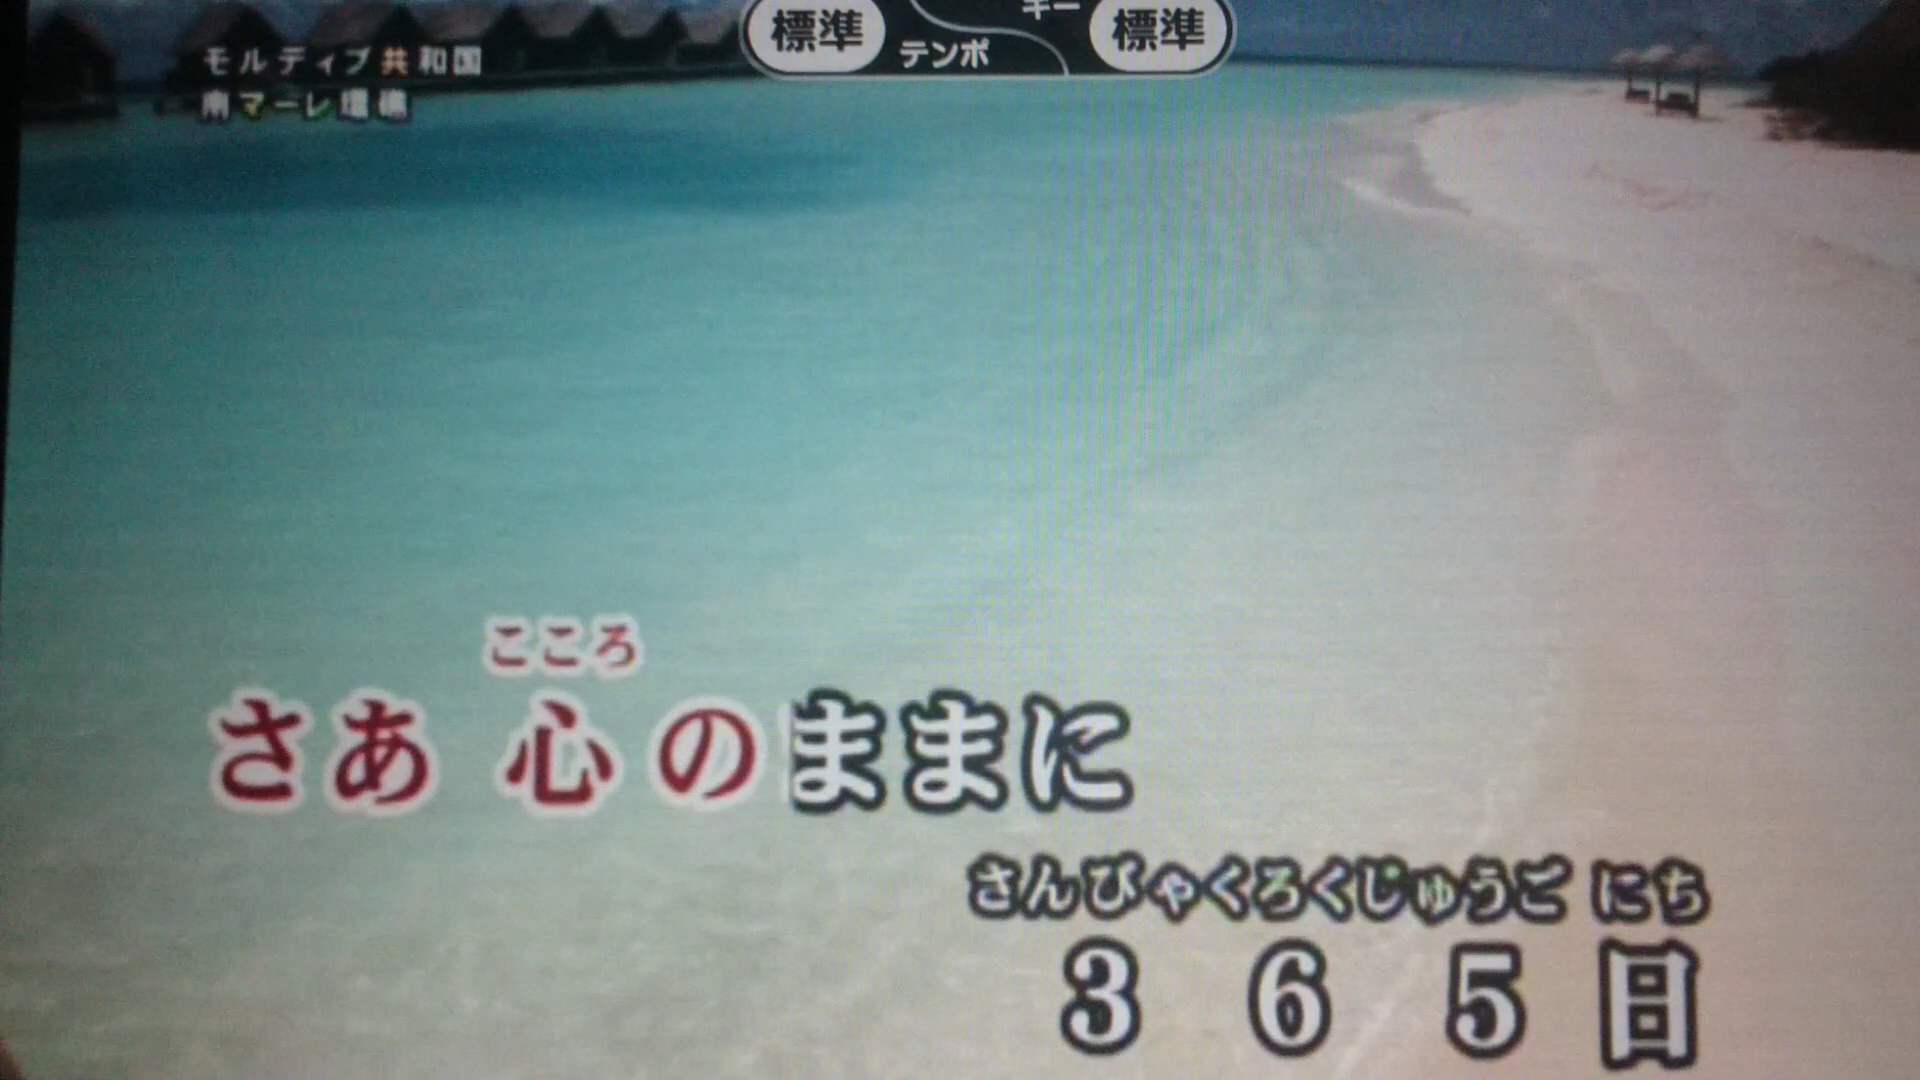 標準
キー
標準
テンポ
モルディブ共和国
南マーレ環礁
こころ
さあ 心のままに
さんびゃくろくじゅうご にち
3 6 5 日